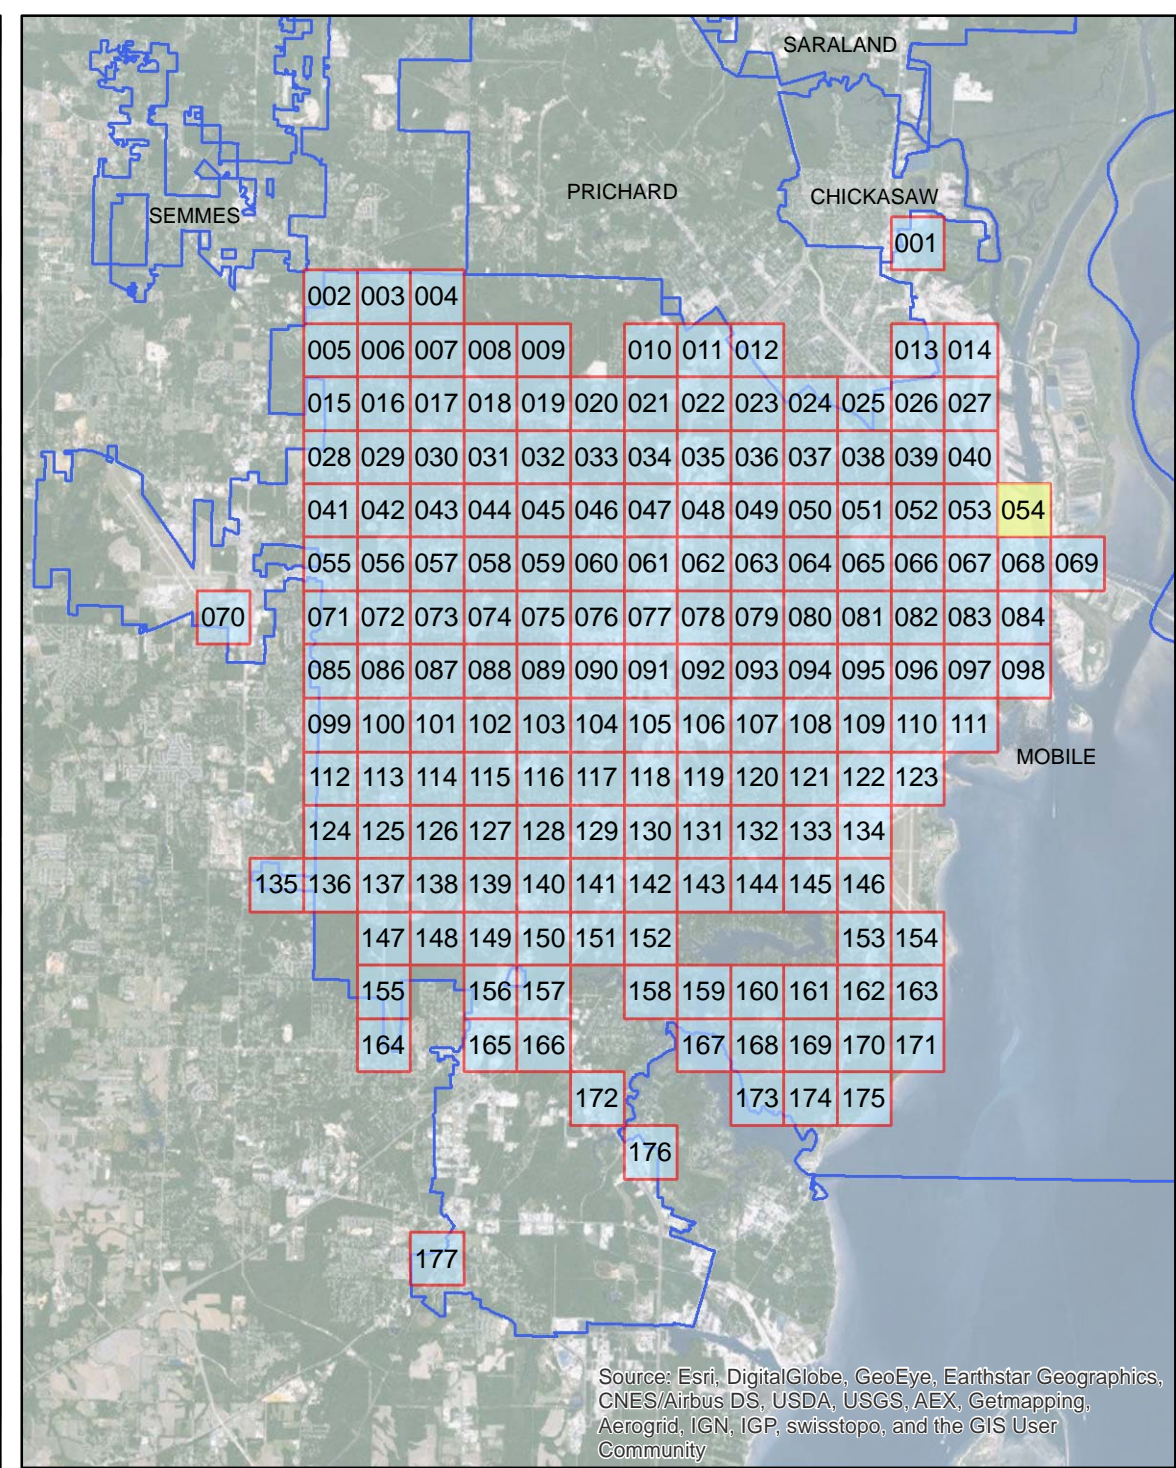 SARALAND
PRICHARD
CHICKASAW
SEMMES
001
002 003 004
005 006 007 008 009 010 011 012 013 014
015 016 017 018 019 020 021 022 023 024 025 026 027
028 029 030 031 032 033 034 035 036 037 038 039 040
041 042 043 044 045 046 047 048 049 050 051 052 053 054
055 056 057 058 059 060 061 062 063 064 065 066 067 068 069
070 071 072 073 074 075 076 077 078 079 080 081 082 083 084
085 086 087 088 089 090 091 092 093 094 095 096 097 098
099 100 101 102 103 104 105 106 107 108 109 110 111
MOBILE
112 113 114 115 116 117 118 119 120 121 122 123
124 125 126 127 128 129 130 131 132 133 134
135 136 137 138 139 140 141 142 143 144 145 146
147 148 149 150 151 152 153 154
155 156 157 158 159 160 161 162 163
164 165 166 167 168 169 170 171
172 173 174 175
176
177
Source: Esri, DigitalGlobe, GeoEye, Earthstar Geographics,
CNES/Airbus DS, USDA, USGS, AEX, Getmapping,
Aerogrid, IGN, IGP, swisstopo, and the GIS User
Community